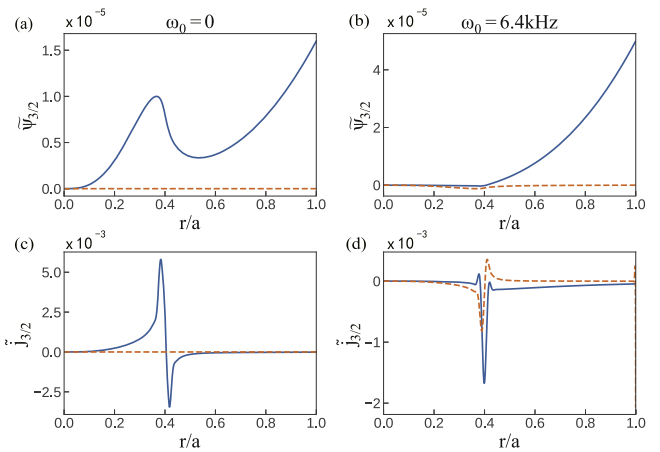 ω₀ = 0
ω₀ = 6.4kHz
(a)
x 10⁻⁵
1.5
1.0
0.5
0.0
ψ̃₃/₂
0.0 0.2 0.4 0.6 0.8 1.0
r/a
(b)
x 10⁻⁵
4
2
0
ψ̃₃/₂
0.0 0.2 0.4 0.6 0.8 1.0
r/a
(c)
x 10⁻³
5.0
2.5
0.0
−2.5
j̃₃/₂
0.0 0.2 0.4 0.6 0.8 1.0
r/a
(d)
x 10⁻³
0
−1
−2
j̃₃/₂
0.0 0.2 0.4 0.6 0.8 1.0
r/a